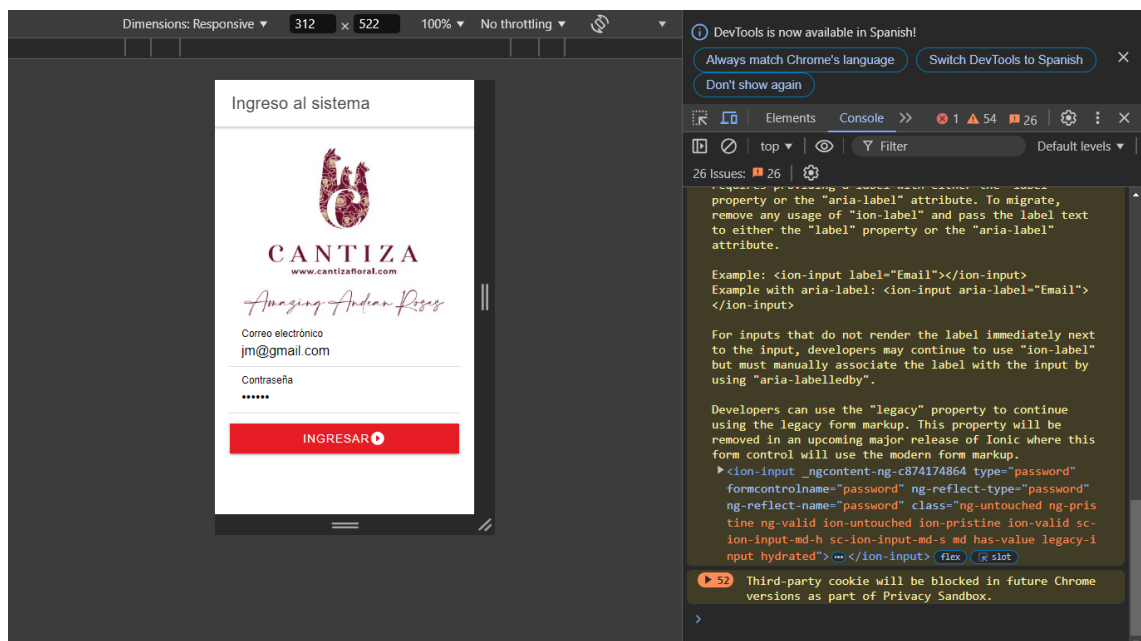 Dimensions: Responsive ▼ 312 × 522 100% ▼ No throttling ▼
DevTools is now available in Spanish!
Always match Chrome's language
Switch DevTools to Spanish
Don't show again
Elements Console >> 1 54 26
top ▼ Filter Default levels ▼
26 Issues: 26
Ingreso al sistema
CANTIZA
www.cantizafloral.com
Amazing Andean Roses
Correo electrónico
jm@gmail.com
Contraseña
••••••
INGRESAR
requires providing a label with either the "label"
property or the "aria-label" attribute. To migrate,
remove any usage of "ion-label" and pass the label text
to either the "label" property or the "aria-label"
attribute.
Example: <ion-input label="Email"></ion-input>
Example with aria-label: <ion-input aria-label="Email">
</ion-input>
For inputs that do not render the label immediately next
to the input, developers may continue to use "ion-label"
but must manually associate the label with the input by
using "aria-labelledby".
Developers can use the "legacy" property to continue
using the legacy form markup. This property will be
removed in an upcoming major release of Ionic where this
form control will use the modern form markup.
<ion-input _ngcontent-ng-c874174864 type="password"
formcontrolname="password" ng-reflect-type="password"
ng-reflect-name="password" class="ng-untouched ng-pris
tine ng-valid ion-untouched ion-pristine ion-valid sc-
ion-input-md-h sc-ion-input-md-s md has-value legacy-i
nput hydrated">…</ion-input> flex slot
52 Third-party cookie will be blocked in future Chrome
versions as part of Privacy Sandbox.